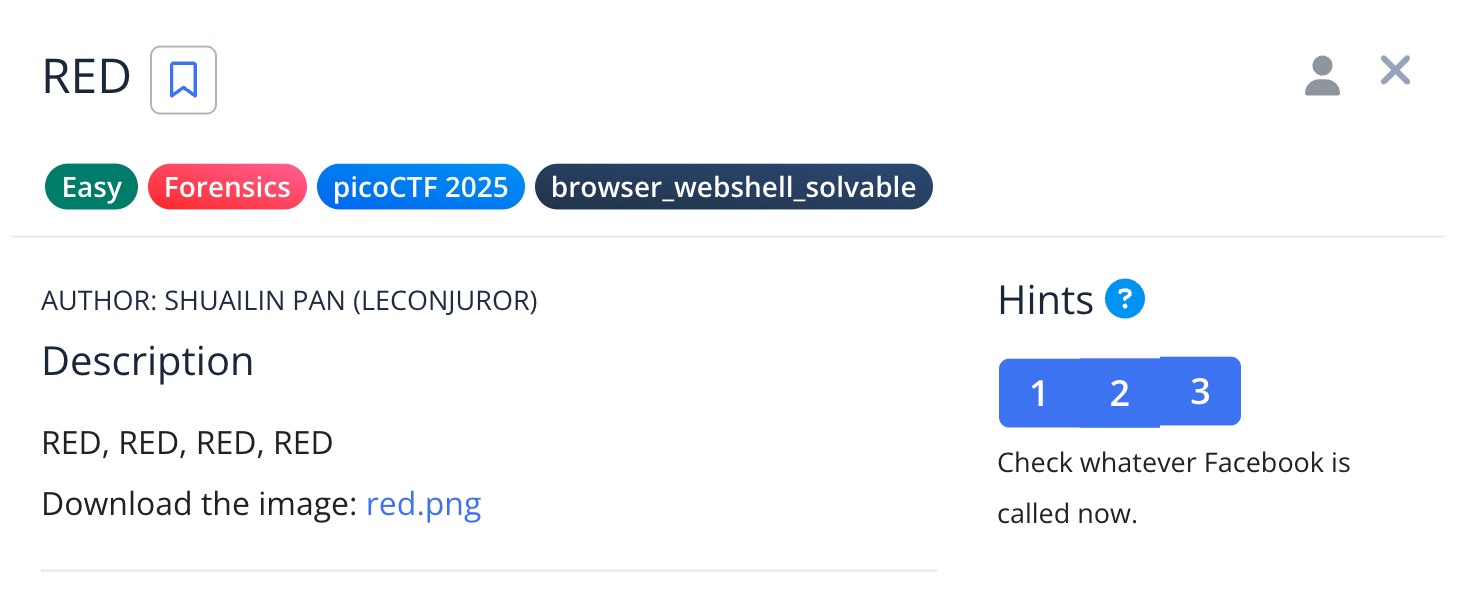 RED
Easy Forensics picoCTF 2025 browser_webshell_solvable
AUTHOR: SHUAILIN PAN (LECONJUROR)
Description
RED, RED, RED, RED
Download the image: red.png
Hints ?
1 2 3
Check whatever Facebook is
called now.